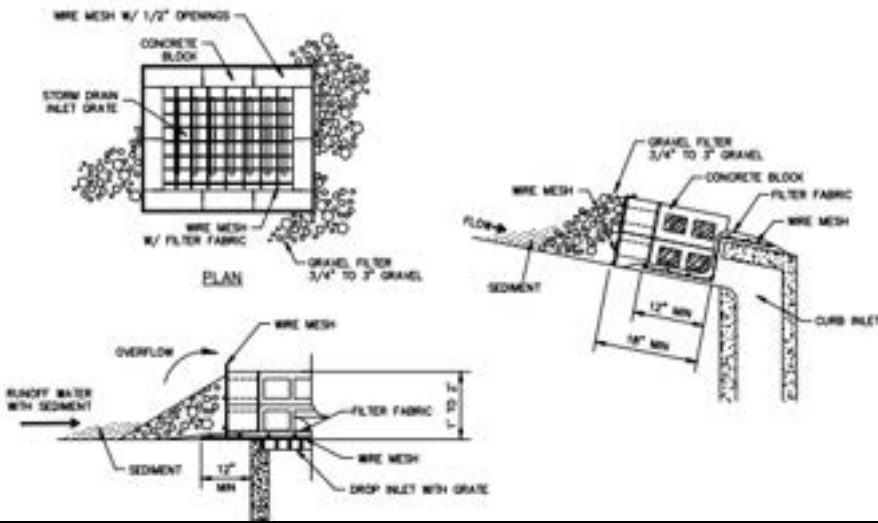 WIRE MESH W/ 1/2" OPENINGS
CONCRETE
BLOCK
STORM DRAIN
INLET GRATE
WIRE MESH
W/ FILTER FABRIC
GRAVEL FILTER
3/4" TO 3" GRAVEL
PLAN
GRAVEL FILTER
3/4" TO 3" GRAVEL
CONCRETE BLOCK
WIRE MESH
FILTER FABRIC
WIRE MESH
FLOW
SEDIMENT
12" MIN
18" MIN
CURB INLET
WIRE MESH
OVERFLOW
RUNOFF WATER
WITH SEDIMENT
1' TO 2'
FILTER FABRIC
SEDIMENT
12"
MIN
WIRE MESH
DROP INLET WITH GRATE